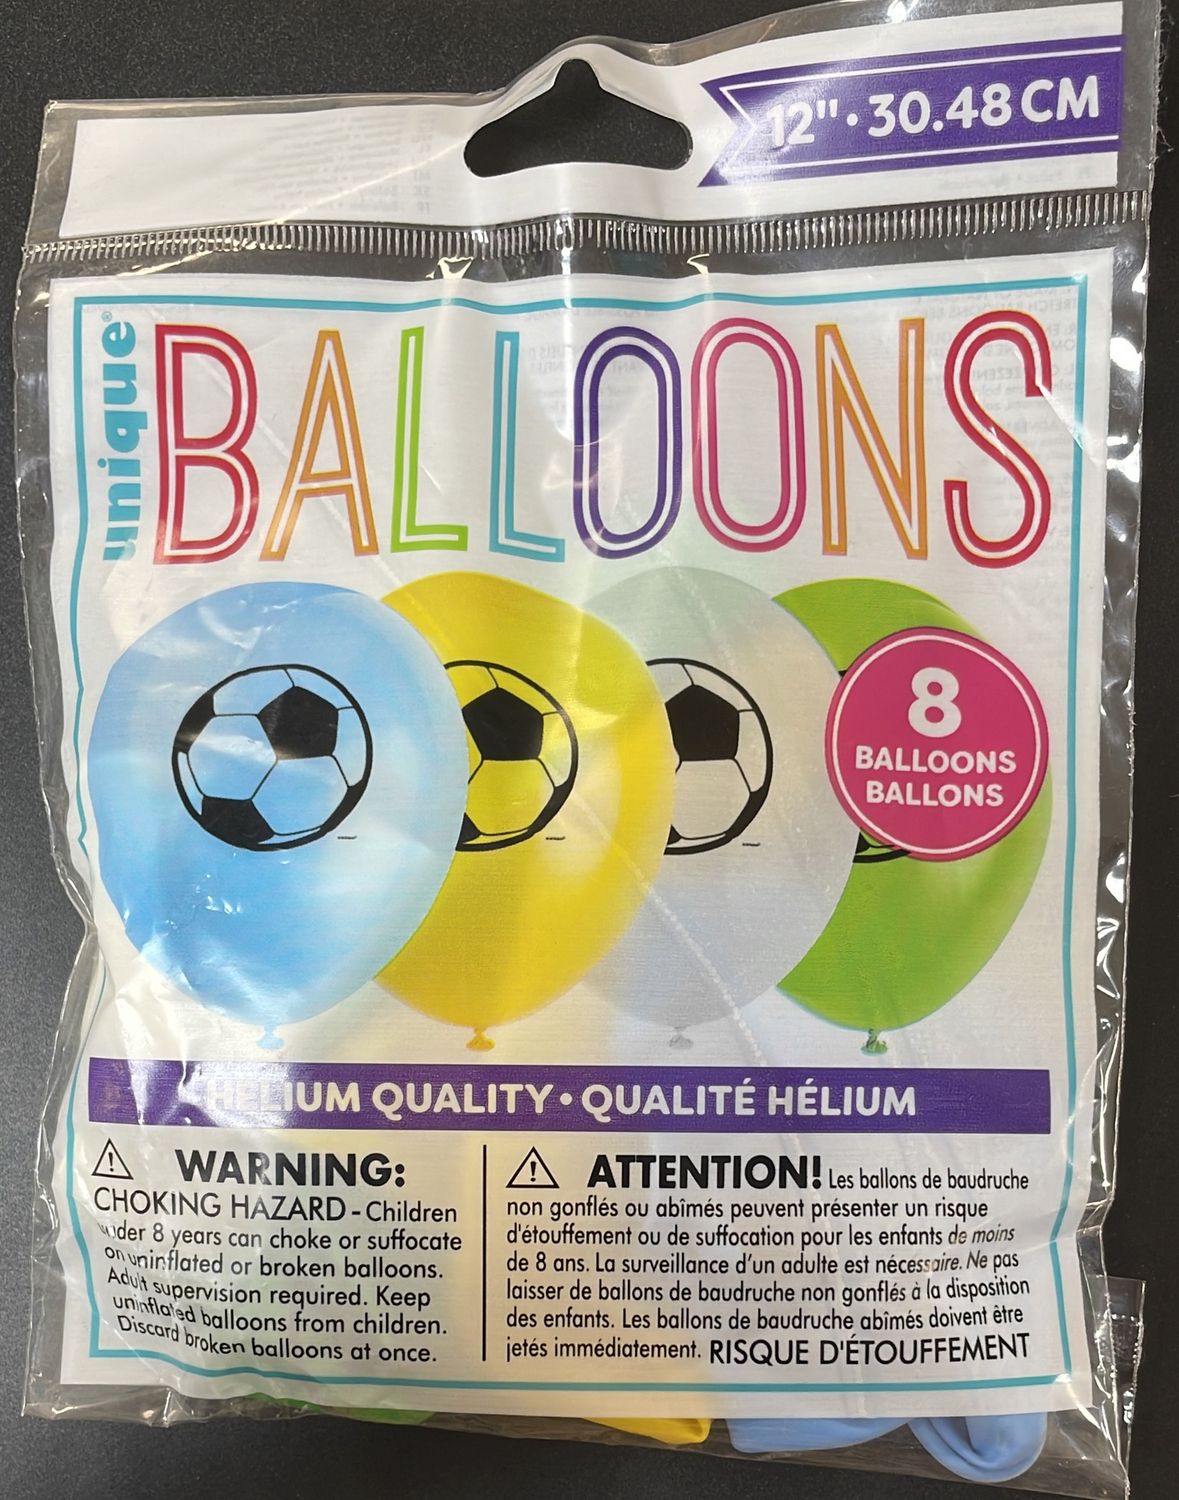 12" • 30.48 CM
unique®
BALLOONS
8
BALLOONS
BALLONS
HELIUM QUALITY • QUALITÉ HÉLIUM
WARNING:
CHOKING HAZARD - Children
under 8 years can choke or suffocate
on uninflated or broken balloons.
Adult supervision required. Keep
uninflated balloons from children.
Discard broken balloons at once.
ATTENTION! Les ballons de baudruche
non gonflés ou abîmés peuvent présenter un risque
d'étouffement ou de suffocation pour les enfants de moins
de 8 ans. La surveillance d'un adulte est nécessaire. Ne pas
laisser de ballons de baudruche non gonflés à la disposition
des enfants. Les ballons de baudruche abîmés doivent être
jetés immédiatement. RISQUE D'ÉTOUFFEMENT